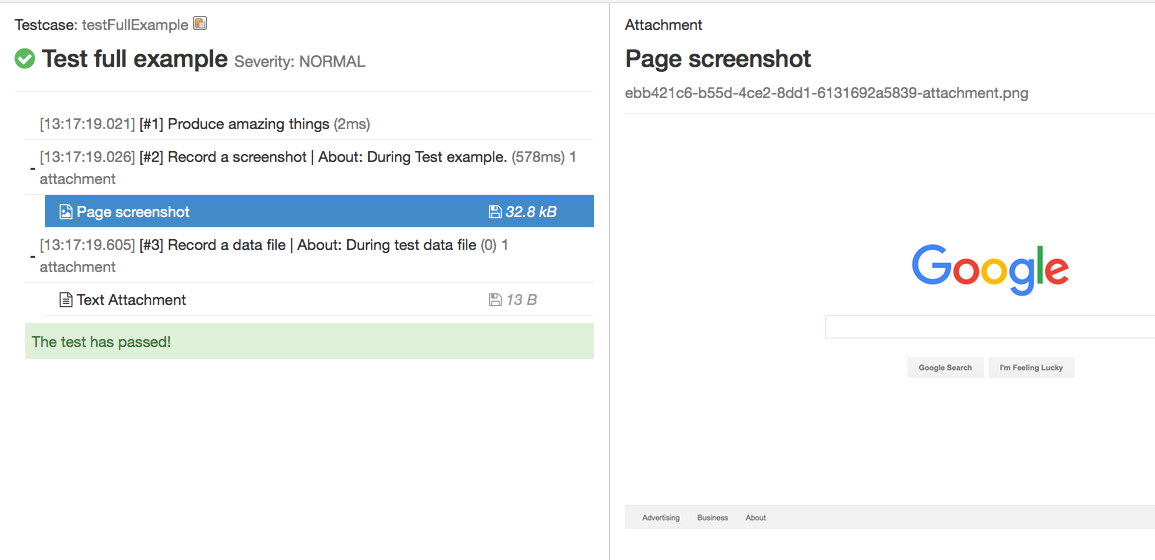 Testcase: testFullExample
Test full example Severity: NORMAL
[13:17:19.021] [#1] Produce amazing things (2ms)
- [13:17:19.026] [#2] Record a screenshot | About: During Test example. (578ms) 1
attachment
Page screenshot 32.8 kB
- [13:17:19.605] [#3] Record a data file | About: During test data file (0) 1
attachment
Text Attachment 13 B
The test has passed!
Attachment
Page screenshot
ebb421c6-b55d-4ce2-8dd1-6131692a5839-attachment.png
Google
Google Search I'm Feeling Lucky
Advertising Business About